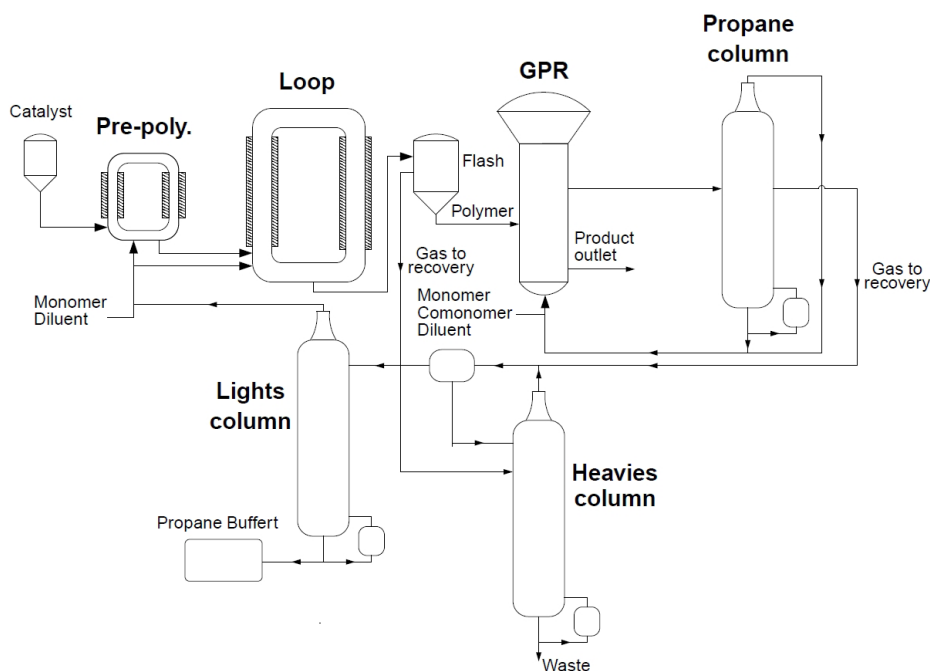 Propane
column
GPR
Loop
Catalyst
Pre-poly.
Flash
Polymer
Product
outlet
Gas to
recovery
Gas to
recovery
Monomer
Diluent
Monomer
Comonomer
Diluent
Lights
column
Heavies
column
Propane Buffert
Waste